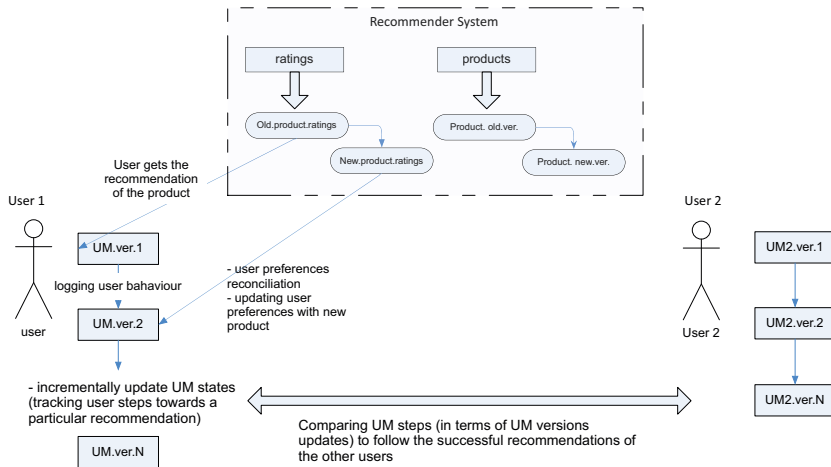 Recommender System
ratings
products
Old.product.ratings
Product. old.ver.
New.product.ratings
Product. new.ver.
User gets the
recommendation
of the product
User 1
User 2
UM.ver.1
UM2.ver.1
logging user bahaviour
- user preferences
reconciliation
- updating user
preferences with new
product
user
UM.ver.2
User 2
UM2.ver.2
- incrementally update UM states
(tracking user steps towards a
particular recommendation)
UM2.ver.N
Comparing UM steps (in terms of UM versions
updates) to follow the successful recommendations of
the other users
UM.ver.N